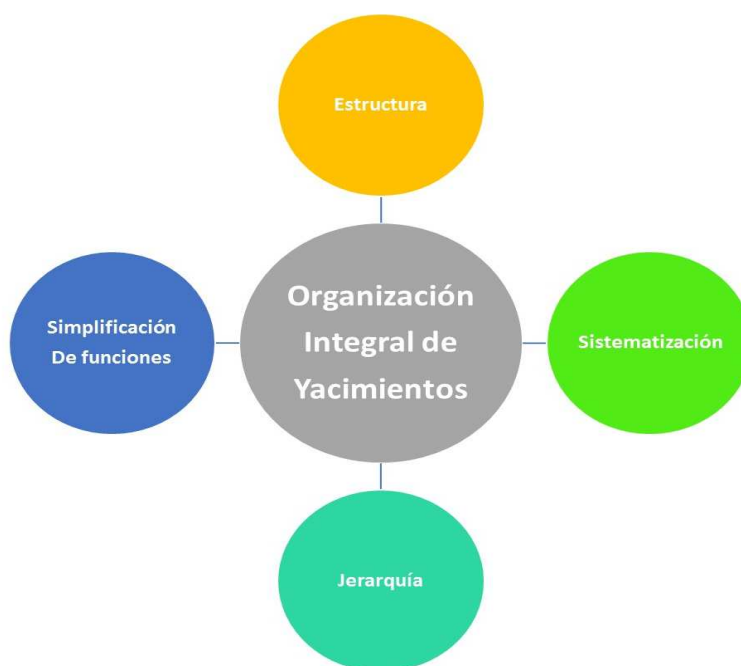 Estructura
Simplificación
De funciones
Organización
Integral de
Yacimientos
Sistematización
Jerarquía